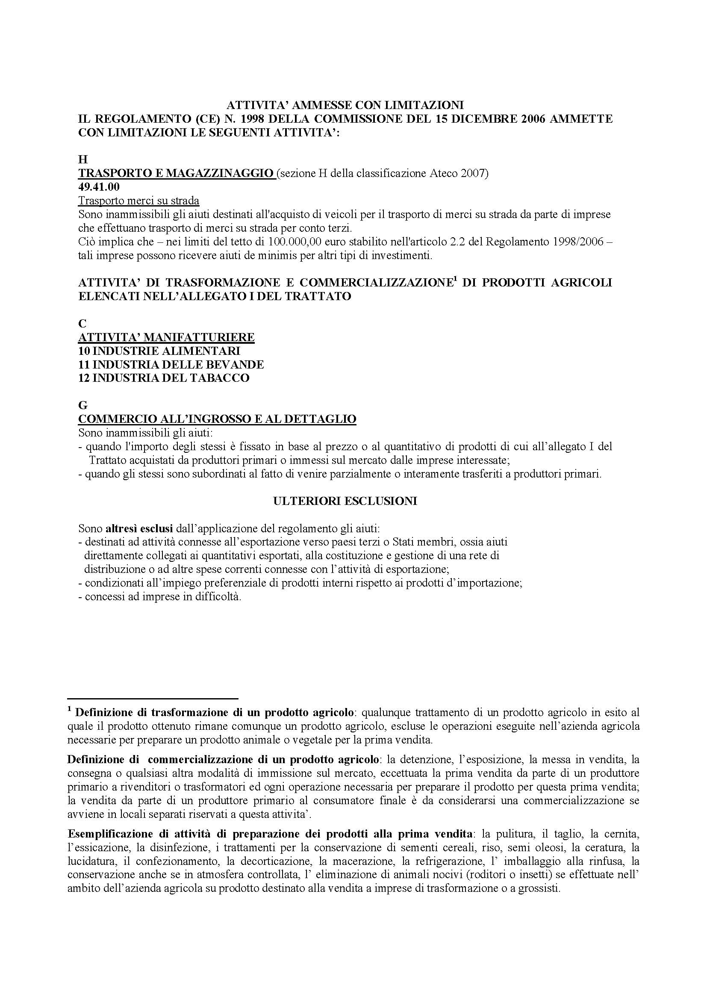 ATTIVITA’ AMMESSE CON LIMITAZIONI
IL REGOLAMENTO (CE) N. 1998 DELLA COMMISSIONE DEL 15 DICEMBRE 2006 AMMETTE
CON LIMITAZIONI LE SEGUENTI ATTIVITA’:
H
TRASPORTO E MAGAZZINAGGIO (sezione H della classificazione Ateco 2007)
49.41.00
Trasporto merci su strada
Sono inammissibili gli aiuti destinati all'acquisto di veicoli per il trasporto di merci su strada da parte di imprese
che effettuano trasporto di merci su strada per conto terzi.
Ciò implica che – nei limiti del tetto di 100.000,00 euro stabilito nell'articolo 2.2 del Regolamento 1998/2006 –
tali imprese possono ricevere aiuti de minimis per altri tipi di investimenti.
ATTIVITA’ DI TRASFORMAZIONE E COMMERCIALIZZAZIONE1 DI PRODOTTI AGRICOLI
ELENCATI NELL’ALLEGATO I DEL TRATTATO
C
ATTIVITA’ MANIFATTURIERE
10 INDUSTRIE ALIMENTARI
11 INDUSTRIA DELLE BEVANDE
12 INDUSTRIA DEL TABACCO
G
COMMERCIO ALL’INGROSSO E AL DETTAGLIO
Sono inammissibili gli aiuti:
- quando l'importo degli stessi è fissato in base al prezzo o al quantitativo di prodotti di cui all’allegato I del
Trattato acquistati da produttori primari o immessi sul mercato dalle imprese interessate;
- quando gli stessi sono subordinati al fatto di venire parzialmente o interamente trasferiti a produttori primari.
ULTERIORI ESCLUSIONI
Sono altresì esclusi dall’applicazione del regolamento gli aiuti:
- destinati ad attività connesse all’esportazione verso paesi terzi o Stati membri, ossia aiuti
direttamente collegati ai quantitativi esportati, alla costituzione e gestione di una rete di
distribuzione o ad altre spese correnti connesse con l’attività di esportazione;
- condizionati all’impiego preferenziale di prodotti interni rispetto ai prodotti d’importazione;
- concessi ad imprese in difficoltà.
1 Definizione di trasformazione di un prodotto agricolo: qualunque trattamento di un prodotto agricolo in esito al
quale il prodotto ottenuto rimane comunque un prodotto agricolo, escluse le operazioni eseguite nell’azienda agricola
necessarie per preparare un prodotto animale o vegetale per la prima vendita.
Definizione di commercializzazione di un prodotto agricolo: la detenzione, l’esposizione, la messa in vendita, la
consegna o qualsiasi altra modalità di immissione sul mercato, eccettuata la prima vendita da parte di un produttore
primario a rivenditori o trasformatori ed ogni operazione necessaria per preparare il prodotto per questa prima vendita;
la vendita da parte di un produttore primario al consumatore finale è da considerarsi una commercializzazione se
avviene in locali separati riservati a questa attivita’.
Esemplificazione di attività di preparazione dei prodotti alla prima vendita: la pulitura, il taglio, la cernita,
l’essicazione, la disinfezione, i trattamenti per la conservazione di sementi cereali, riso, semi oleosi, la ceratura, la
lucidatura, il confezionamento, la decorticazione, la macerazione, la refrigerazione, l’ imballaggio alla rinfusa, la
conservazione anche se in atmosfera controllata, l’ eliminazione di animali nocivi (roditori o insetti) se effettuate nell’
ambito dell’azienda agricola su prodotto destinato alla vendita a imprese di trasformazione o a grossisti.